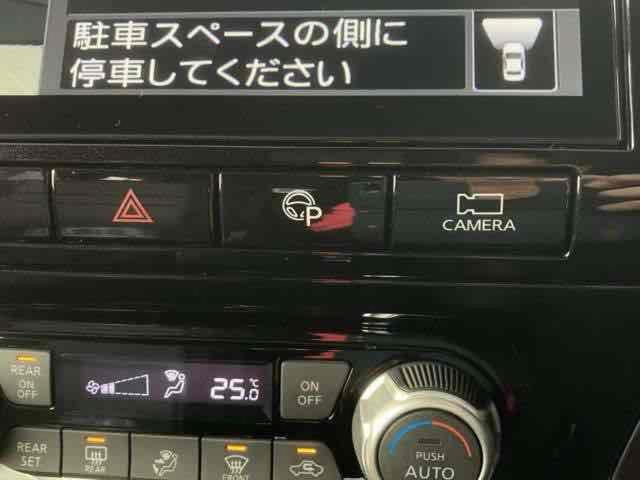 駐車スペースの側に
停車してください
P
CAMERA
REAR
ON
OFF
25.0℃
ON
OFF
REAR
SET
REAR
FRONT
PUSH
AUTO